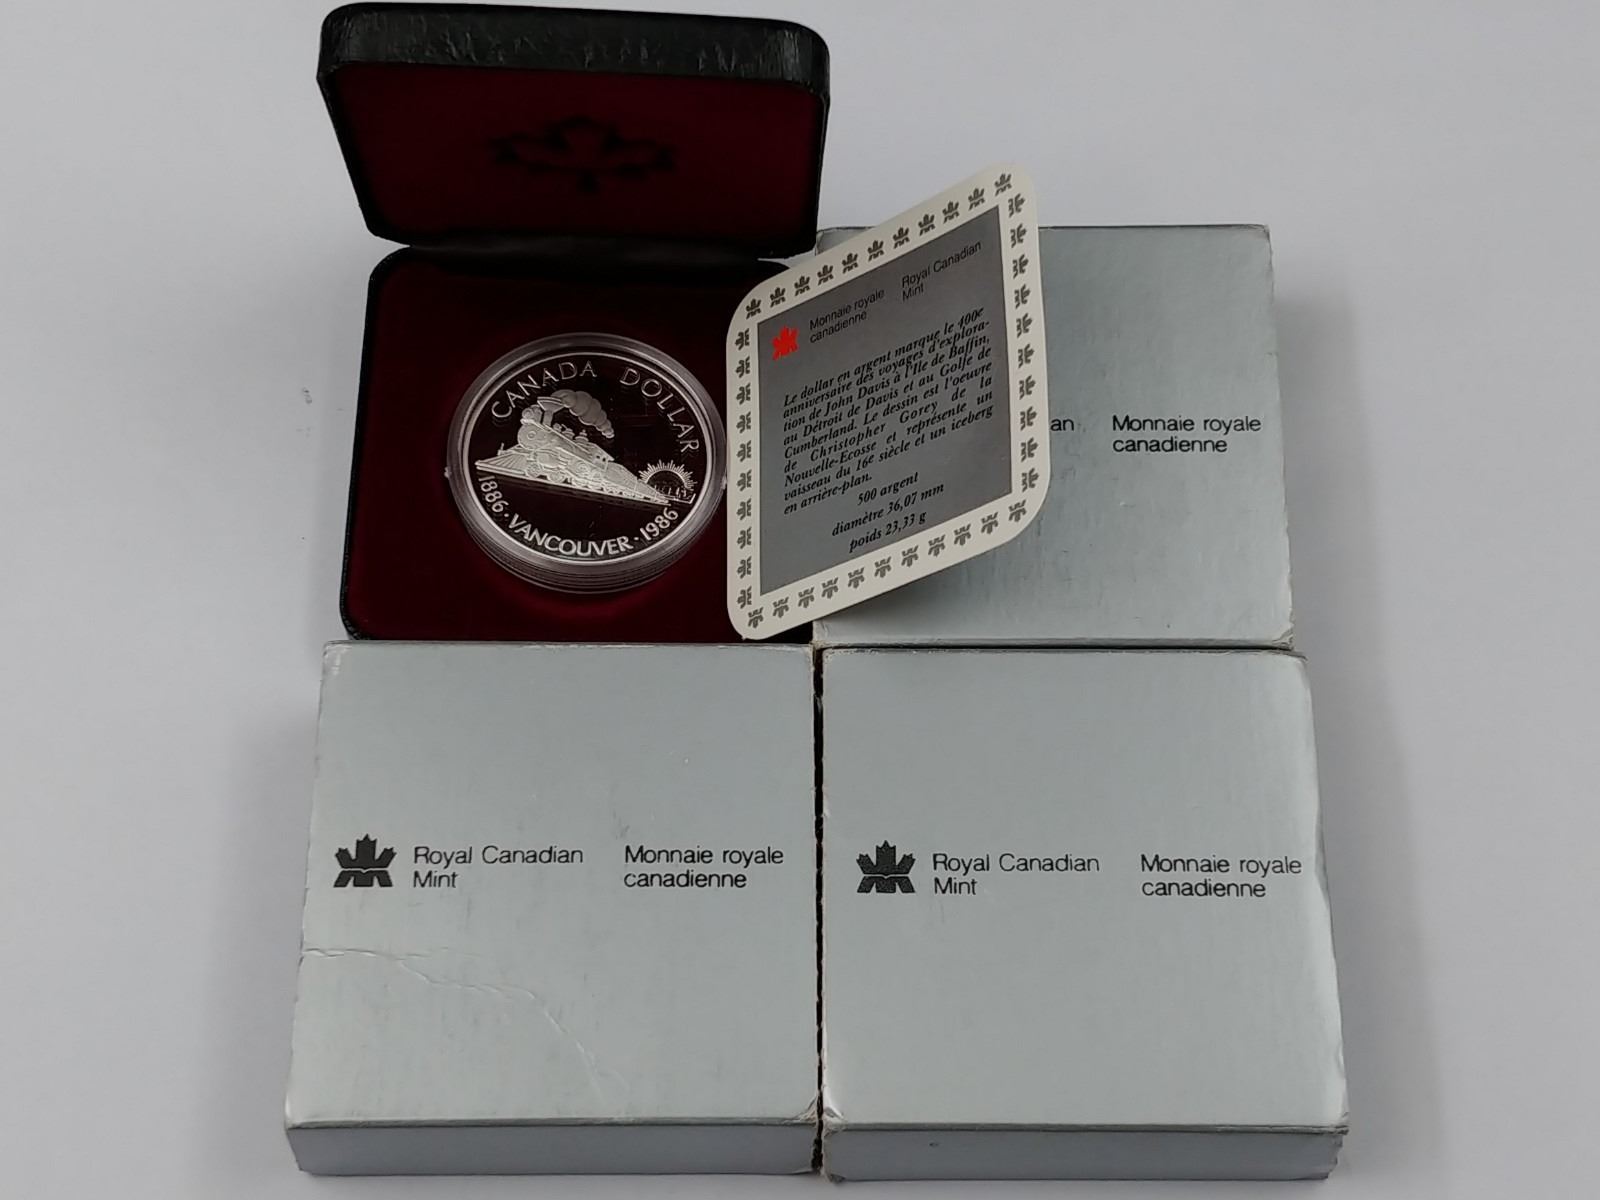 CANADA DOLLAR
1886 · VANCOUVER · 1986
Monnaie royale
canadienne
Royal Canadian
Mint
Le dollar en argent marque le 400e
anniversaire des voyages d'explora-
tion de John Davis à l'Ile de Baffin,
au Détroit de Davis et au Golfe de
Cumberland. Le dessin est l'oeuvre
de Christopher Gorey de la
Nouvelle-Ecosse et représente un
vaisseau du 16e siècle et un iceberg
en arrière-plan.
500 argent
diamètre 36,07 mm
poids 23,33 g
an
Monnaie royale
canadienne
Royal Canadian
Mint
Monnaie royale
canadienne
Royal Canadian
Mint
Monnaie royale
canadienne